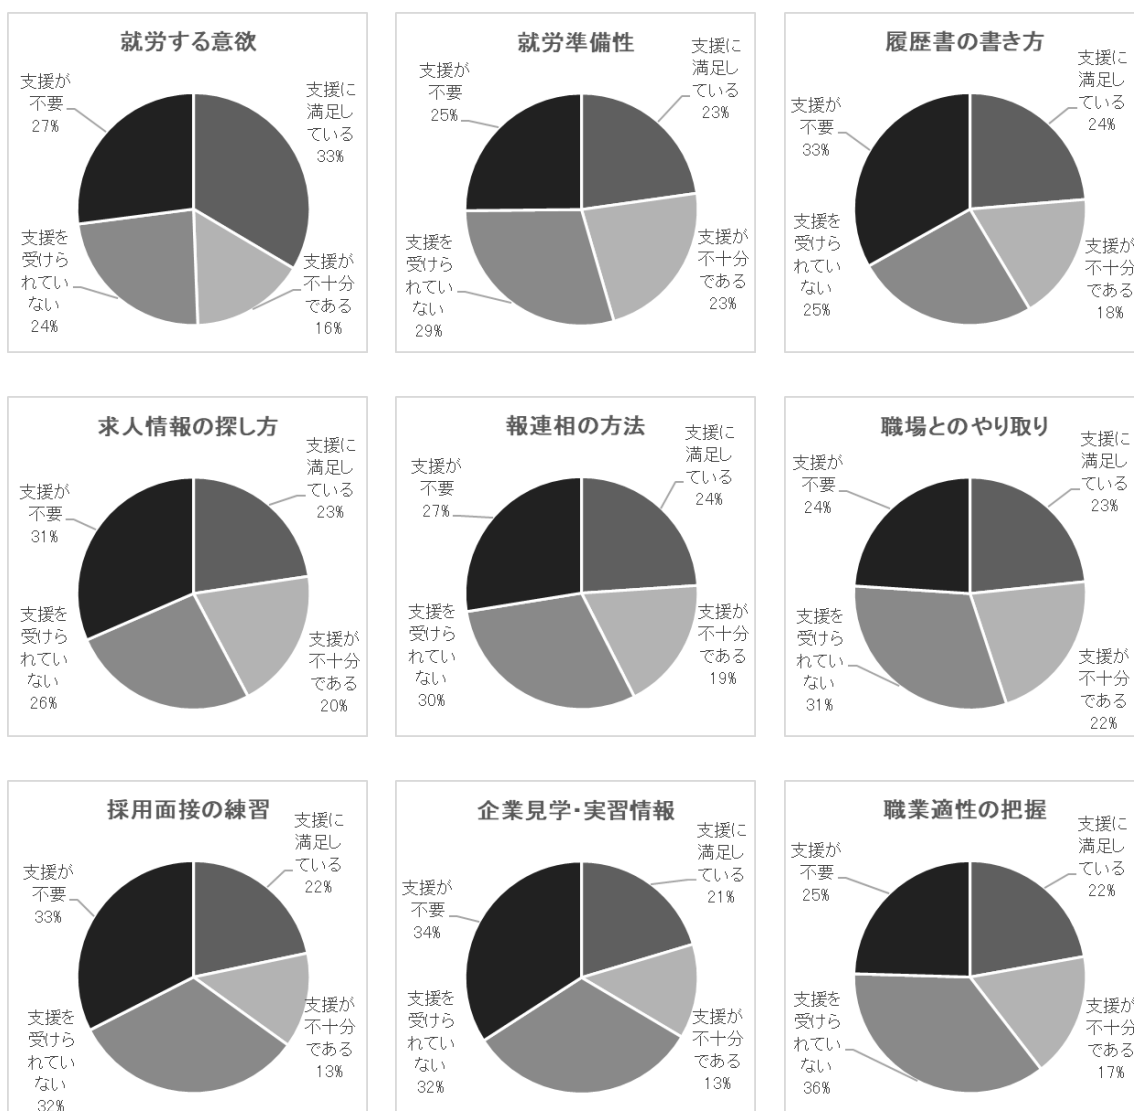 就労する意欲
支援に
満足し
ている
33%
支援が
不十分
である
16%
支援を
受けら
れてい
ない
24%
支援が
不要
27%
就労準備性
支援に
満足し
ている
23%
支援が
不十分
である
23%
支援を
受けら
れてい
ない
29%
支援が
不要
25%
履歴書の書き方
支援に
満足し
ている
24%
支援が
不十分
である
18%
支援を
受けら
れてい
ない
25%
支援が
不要
33%
求人情報の探し方
支援に
満足し
ている
23%
支援が
不十分
である
20%
支援を
受けら
れてい
ない
26%
支援が
不要
31%
報連相の方法
支援に
満足し
ている
24%
支援が
不十分
である
19%
支援を
受けら
れてい
ない
30%
支援が
不要
27%
職場とのやり取り
支援に
満足し
ている
23%
支援が
不十分
である
22%
支援を
受けら
れてい
ない
31%
支援が
不要
24%
採用面接の練習
支援に
満足し
ている
22%
支援が
不十分
である
13%
支援を
受けら
れてい
ない
32%
支援が
不要
33%
企業見学・実習情報
支援に
満足し
ている
21%
支援が
不十分
である
13%
支援を
受けら
れてい
ない
32%
支援が
不要
34%
職業適性の把握
支援に
満足し
ている
22%
支援が
不十分
である
17%
支援を
受けら
れてい
ない
36%
支援が
不要
25%